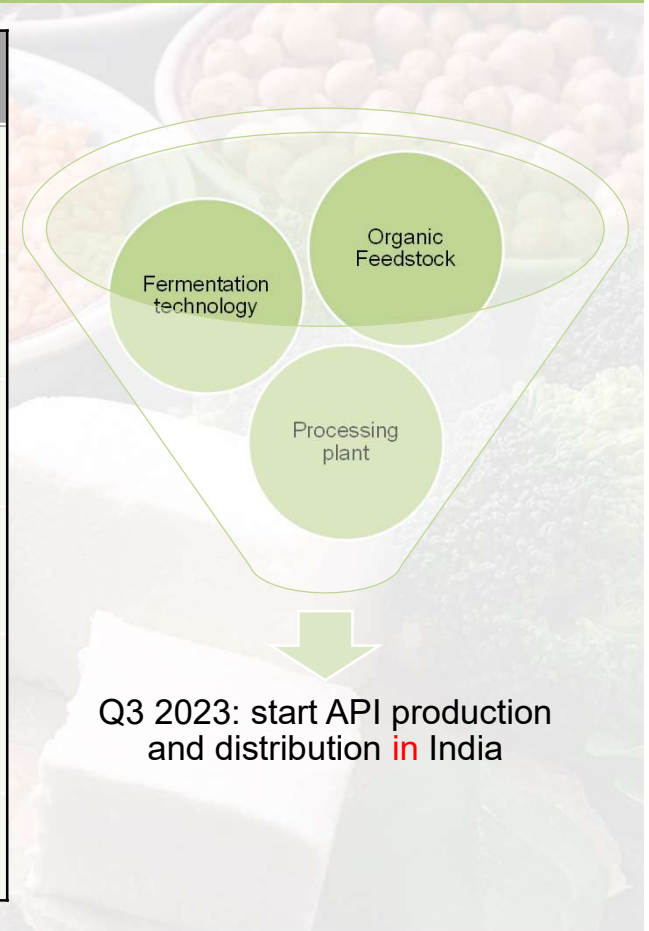 Organic
Feedstock
Fermentation
technology
Processing
plant
Q3 2023: start API production
and distribution in India